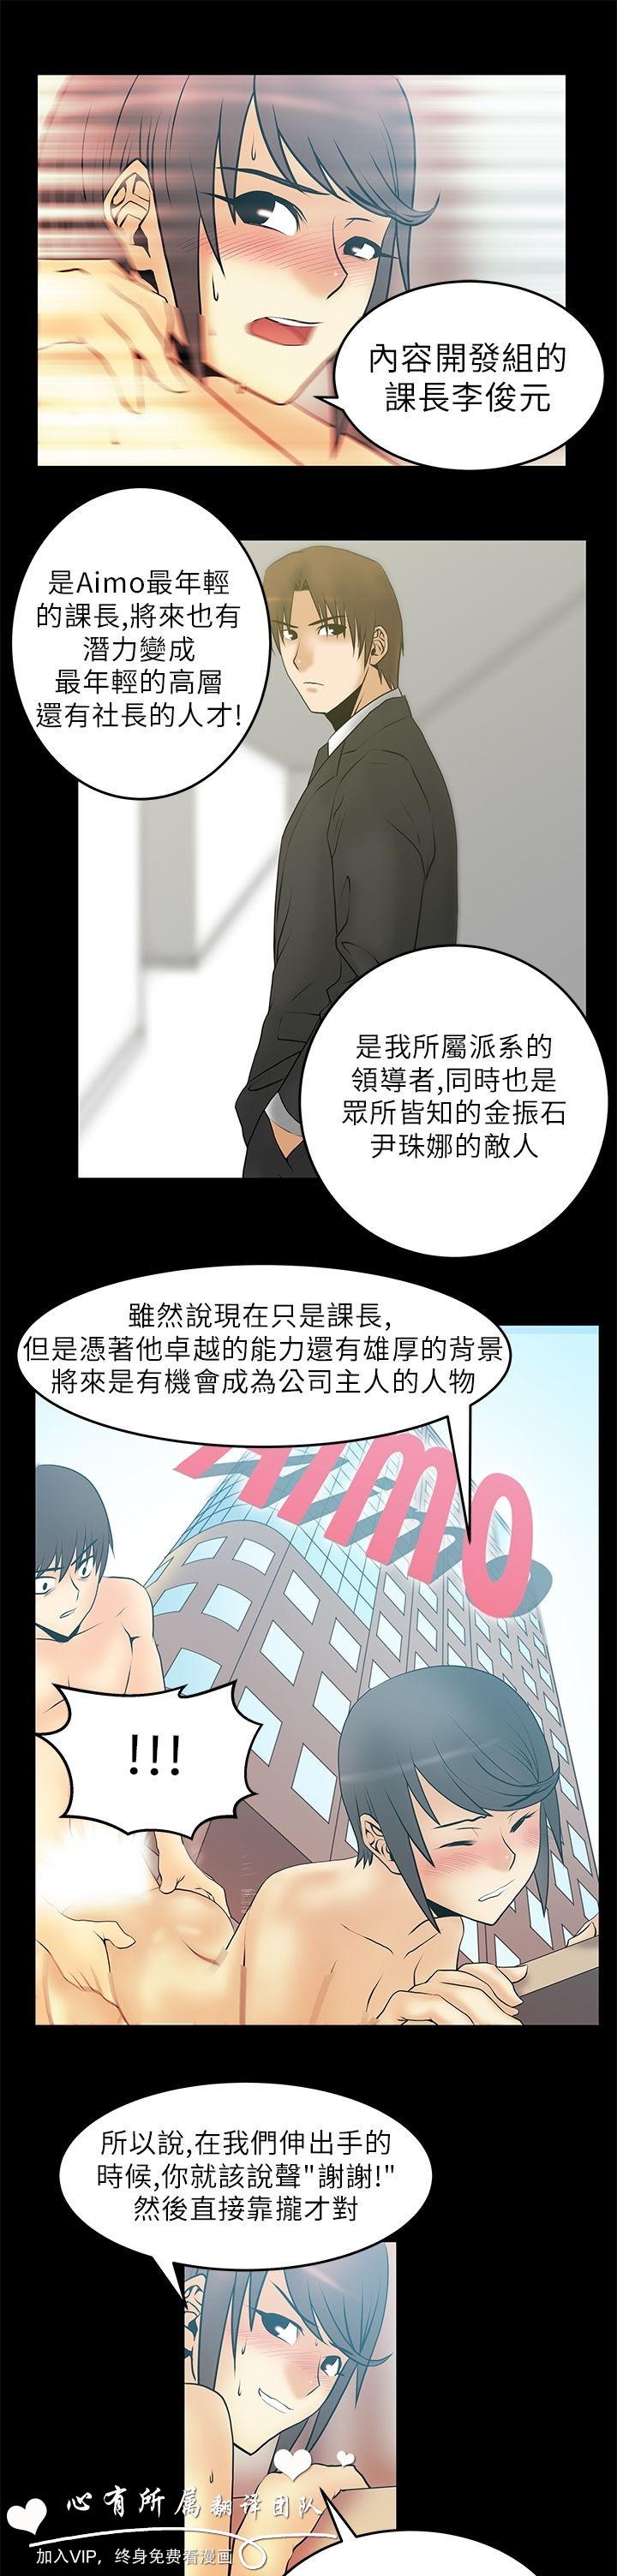 內容開發組的
課長李俊元
是Aimo最年輕
的課長,將來也有
潛力變成
最年輕的高層
還有社長的人才!
是我所屬派系的
領導者,同時也是
眾所皆知的金振石
尹珠娜的敵人
雖然說現在只是課長,
但是憑著他卓越的能力還有雄厚的背景
將來是有機會成為公司主人的人物
Aimo
!!!
所以說,在我們伸出手的
時候,你就該說聲"謝謝!"
然後直接靠攏才對
心有所属翻译团队
加入VIP，终身免费看漫画